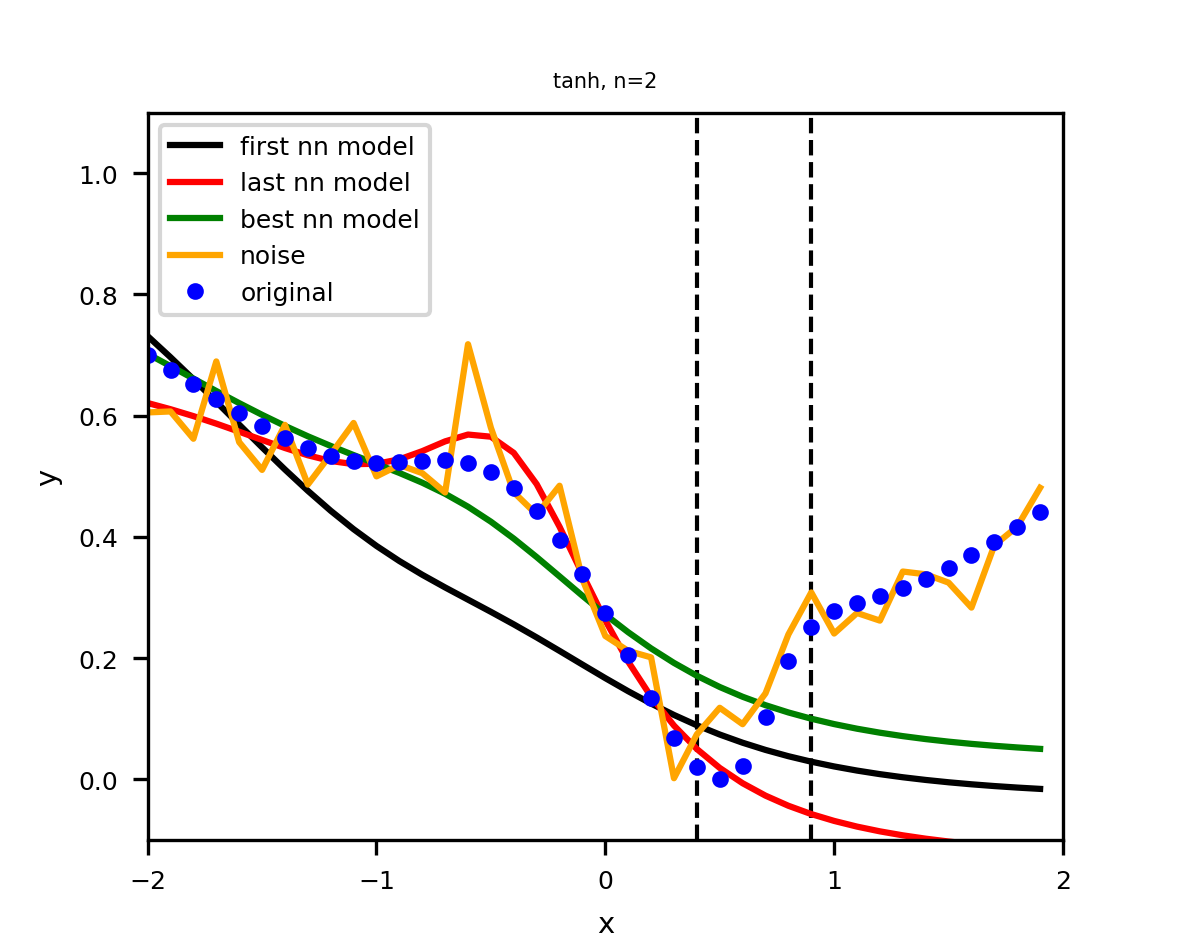 tanh, n=2
first nn model
last nn model
best nn model
noise
original
y
1.0
0.8
0.6
0.4
0.2
0.0
−2
−1
0
1
2
x